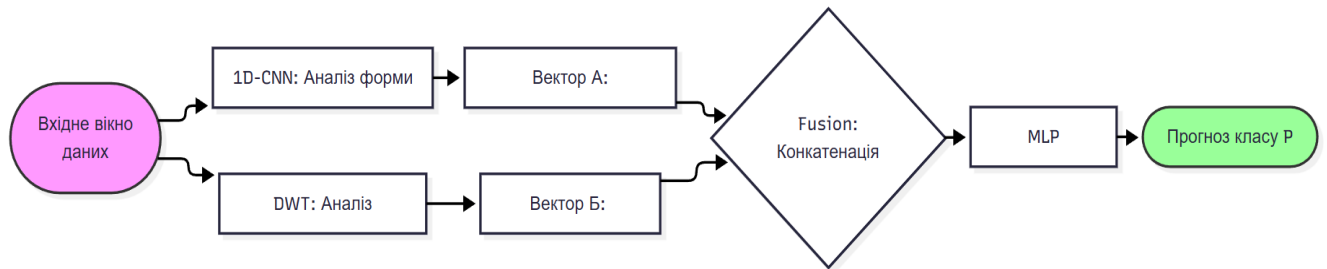 Вхідне вікно
даних
1D-CNN: Аналіз форми
Вектор А:
DWT: Аналіз
Вектор Б:
Fusion:
Конкатенація
MLP
Прогноз класу P